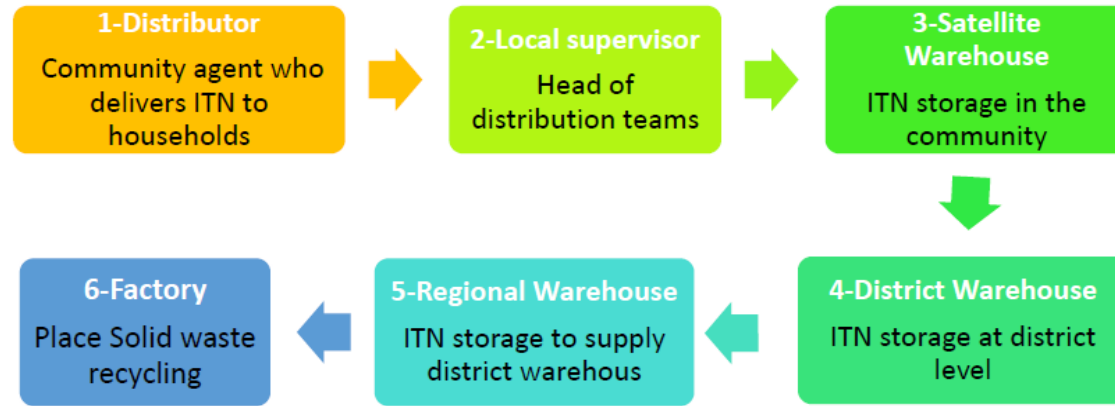 1-Distributor
Community agent who
delivers ITN to
households
2-Local supervisor
Head of
distribution teams
3-Satellite
Warehouse
ITN storage in the
community
4-District Warehouse
ITN storage at district
level
5-Regional Warehouse
ITN storage to supply
district warehous
6-Factory
Place Solid waste
recycling